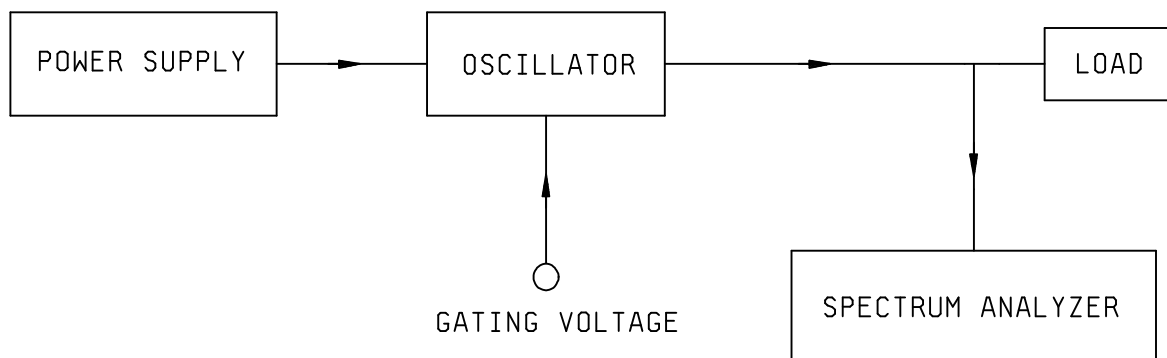 POWER SUPPLY
OSCILLATOR
LOAD
GATING VOLTAGE
SPECTRUM ANALYZER